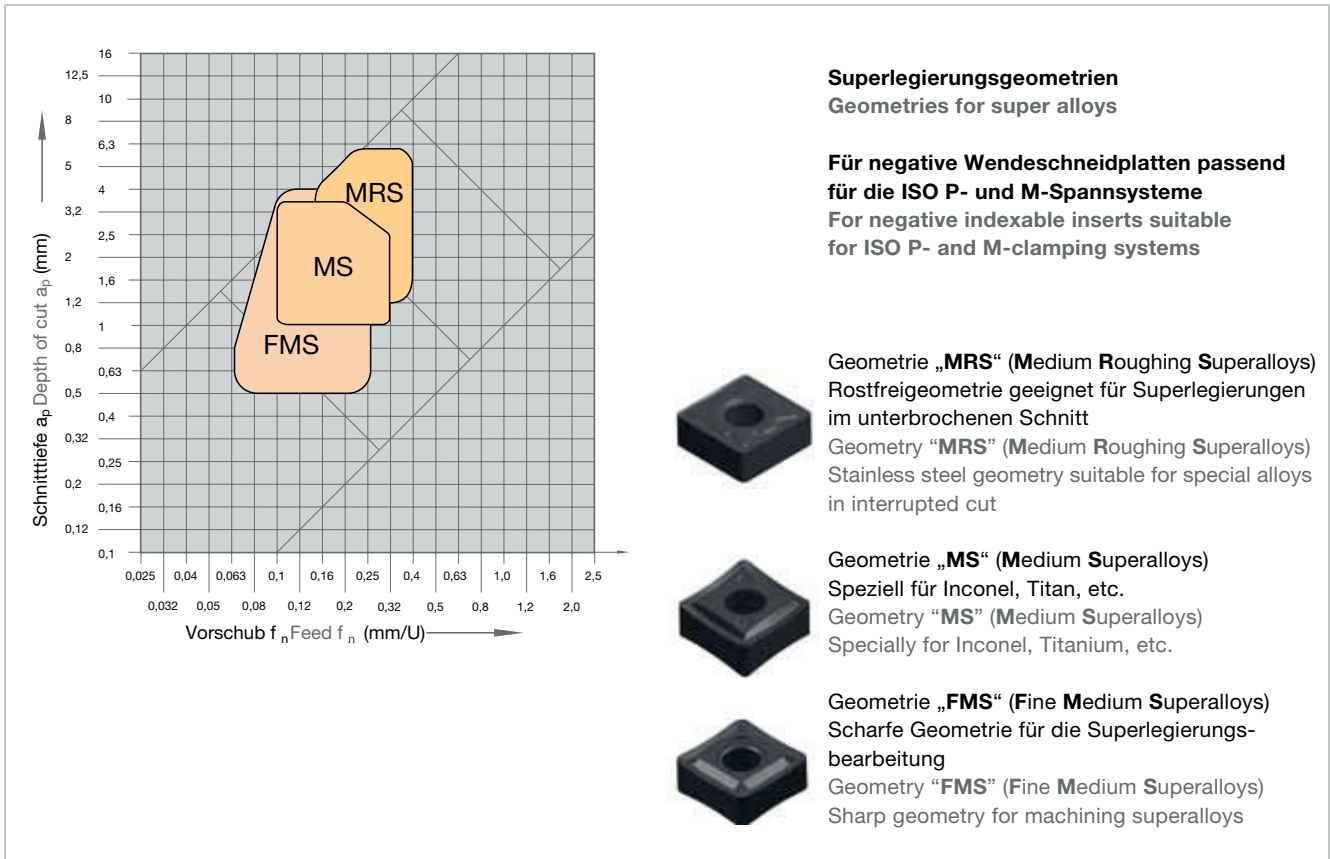 16
12,5
10
8
6,3
5
4
3,2
2,5
2
1,6
1,2
1
0,8
0,63
0,5
0,4
0,32
0,25
0,2
0,16
0,12
0,1
Schnitttiefe ap Depth of cut ap (mm)
MRS
MS
FMS
0,025 0,04 0,063 0,1 0,16 0,25 0,4 0,63 1,0 1,6 2,5
0,032 0,05 0,08 0,12 0,2 0,32 0,5 0,8 1,2 2,0
Vorschub f n Feed f n (mm/U)
Superlegierungsgeometrien
Geometries for super alloys
Für negative Wendeschneidplatten passend
für die ISO P- und M-Spannsysteme
For negative indexable inserts suitable
for ISO P- and M-clamping systems
Geometrie „MRS“ (Medium Roughing Superalloys)
Rostfreigeometrie geeignet für Superlegierungen
im unterbrochenen Schnitt
Geometry “MRS” (Medium Roughing Superalloys)
Stainless steel geometry suitable for special alloys
in interrupted cut
Geometrie „MS“ (Medium Superalloys)
Speziell für Inconel, Titan, etc.
Geometry “MS” (Medium Superalloys)
Specially for Inconel, Titanium, etc.
Geometrie „FMS“ (Fine Medium Superalloys)
Scharfe Geometrie für die Superlegierungs-
bearbeitung
Geometry “FMS” (Fine Medium Superalloys)
Sharp geometry for machining superalloys